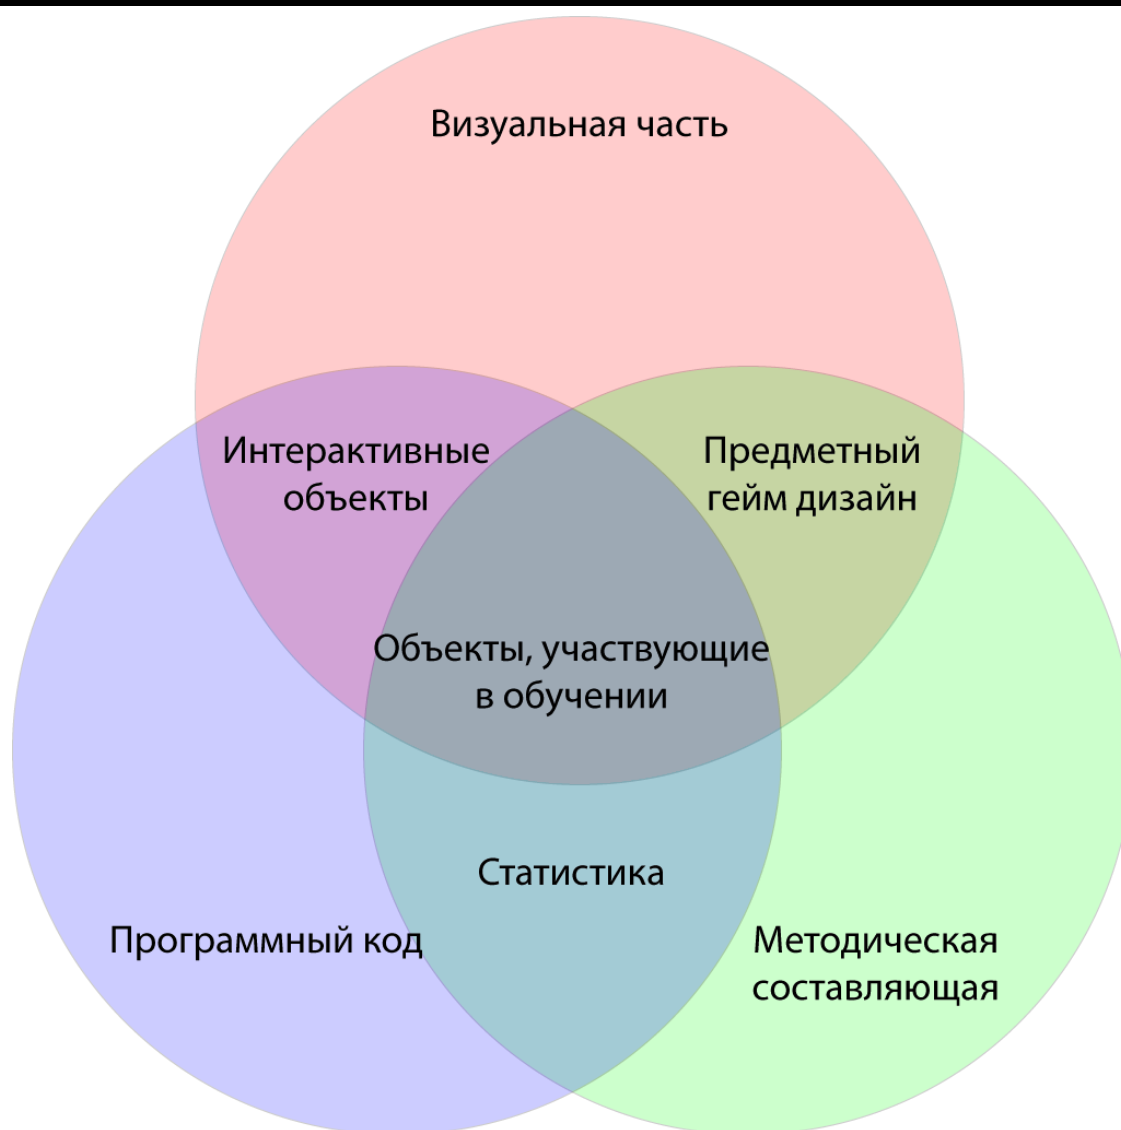 Визуальная часть
Интерактивные
объекты
Предметный
гейм дизайн
Объекты, участвующие
в обучении
Статистика
Программный код
Методическая
составляющая